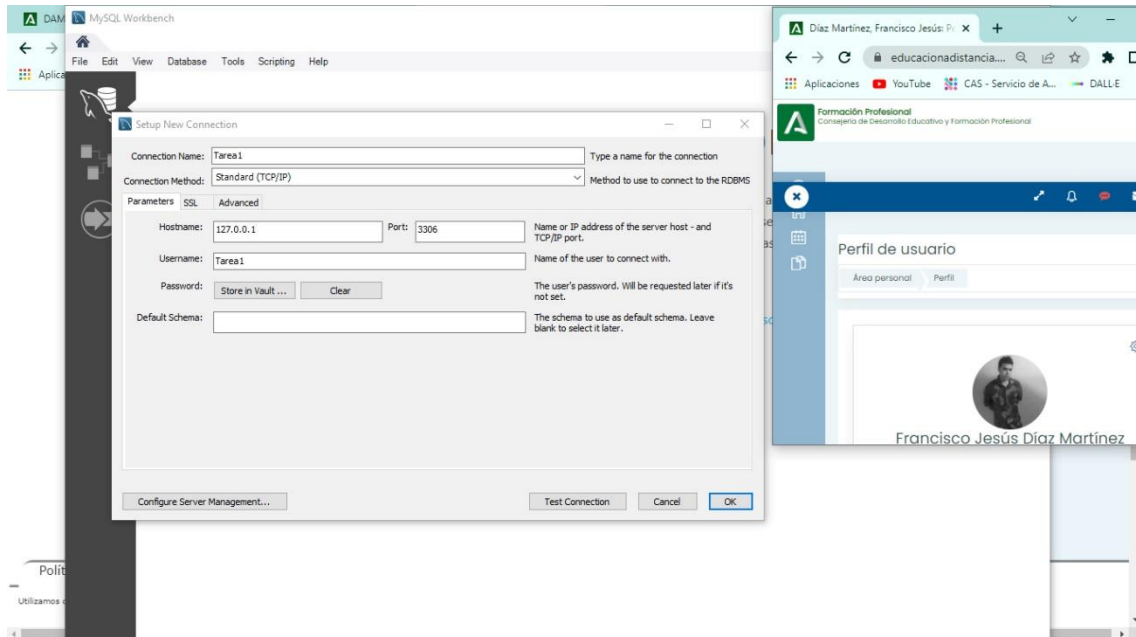 DAM
MySQL Workbench
File Edit View Database Tools Scripting Help
Aplica
Setup New Connection
Connection Name: Tarea1 Type a name for the connection
Connection Method: Standard (TCP/IP) Method to use to connect to the RDBMS
Parameters SSL Advanced
Hostname: 127.0.0.1 Port: 3306 Name or IP address of the server host - and
TCP/IP port.
Username: Tarea1 Name of the user to connect with.
Password: Store in Vault ... Clear The user's password. Will be requested later if it's
not set.
Default Schema: The schema to use as default schema. Leave
blank to select it later.
Configure Server Management... Test Connection Cancel OK
Polít
Utilizamos
Díaz Martínez, Francisco Jesús: P
educacionadistancia....
Aplicaciones YouTube CAS - Servicio de A... DALL·E
Formación Profesional
Consejería de Desarrollo Educativo y Formación Profesional
Perfil de usuario
Área personal Perfil
Francisco Jesús Díaz Martínez